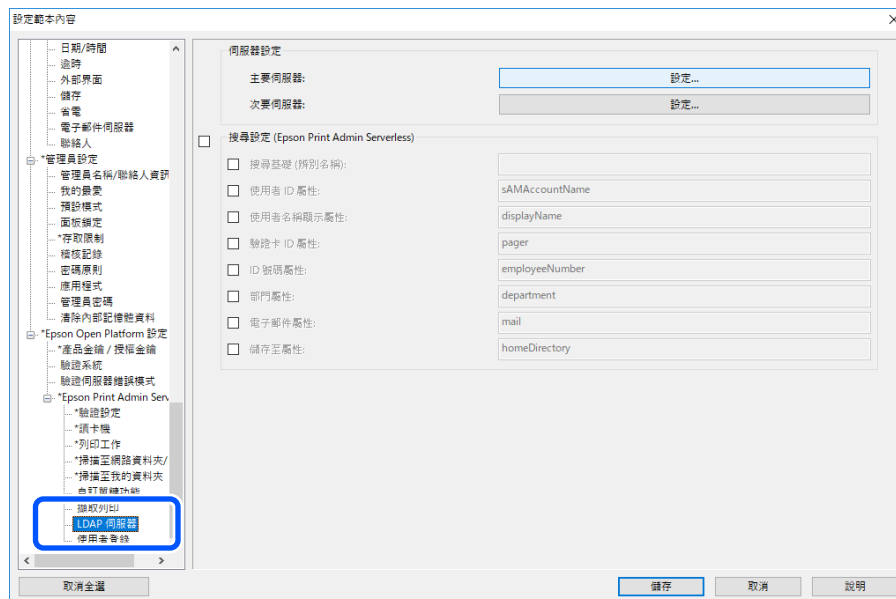 設定範本內容
日期/時間
逾時
外部界面
儲存
省電
電子郵件伺服器
聯絡人
*管理員設定
管理員名稱/聯絡人資訊
我的最愛
預設模式
面板鎖定
*存取限制
稽核記錄
密碼原則
應用程式
管理員密碼
清除內部記憶體資料
*Epson Open Platform 設定
*產品金鑰 / 授權金鑰
驗證系統
驗證伺服器錯誤模式
*Epson Print Admin Serv
*驗證設定
*讀卡機
*列印工作
*掃描至網路資料夾/
*掃描至我的資料夾
自訂單鍵功能
擷取列印
LDAP 伺服器
使用者登錄
取消全選
伺服器設定
主要伺服器: 設定...
次要伺服器: 設定...
搜尋設定 (Epson Print Admin Serverless)
搜尋基礎 (辨別名稱):
使用者 ID 屬性: sAMAccountName
使用者名稱顯示屬性: displayName
驗證卡 ID 屬性: pager
ID 號碼屬性: employeeNumber
部門屬性: department
電子郵件屬性: mail
儲存至屬性: homeDirectory
儲存 取消 說明